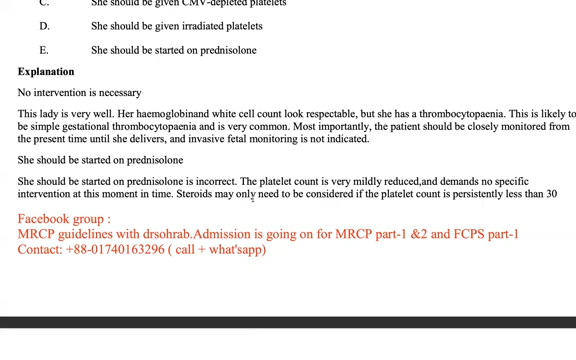 C. She should be given CMV-depleted platelets
D. She should be given irradiated platelets
E. She should be started on prednisolone
Explanation
No intervention is necessary
This lady is very well. Her haemoglobinand white cell count look respectable, but she has a thrombocytopaenia. This is likely to
be simple gestational thrombocytopaenia and is very common. Most importantly, the patient should be closely monitored from
the present time until she delivers, and invasive fetal monitoring is not indicated.
She should be started on prednisolone
She should be started on prednisolone is incorrect. The platelet count is very mildly reduced,and demands no specific
intervention at this moment in time. Steroids may only need to be considered if the platelet count is persistently less than 30
Facebook group :
MRCP guidelines with drsohrab.Admission is going on for MRCP part-1 &2 and FCPS part-1
Contact: +88-01740163296 ( call + what'sapp)